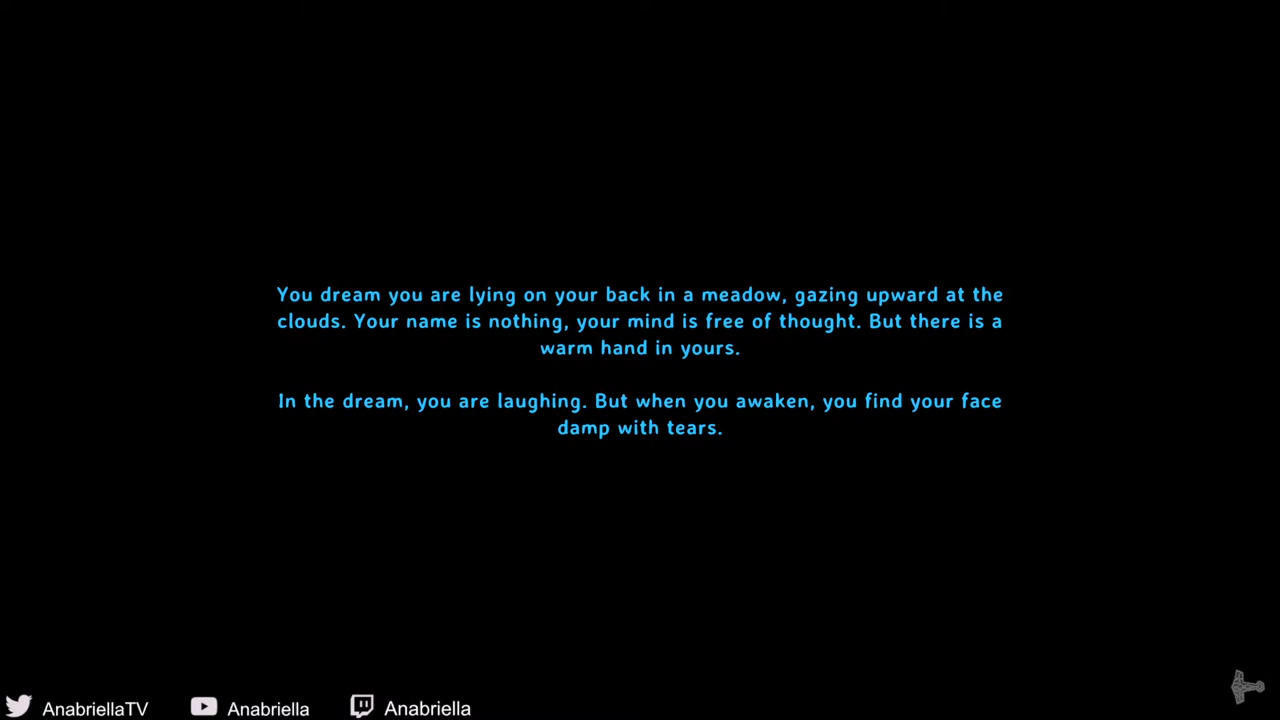 You dream you are lying on your back in a meadow, gazing upward at the
clouds. Your name is nothing, your mind is free of thought. But there is a
warm hand in yours.
In the dream, you are laughing. But when you awaken, you find your face
damp with tears.
AnabriellaTV Anabriella Anabriella